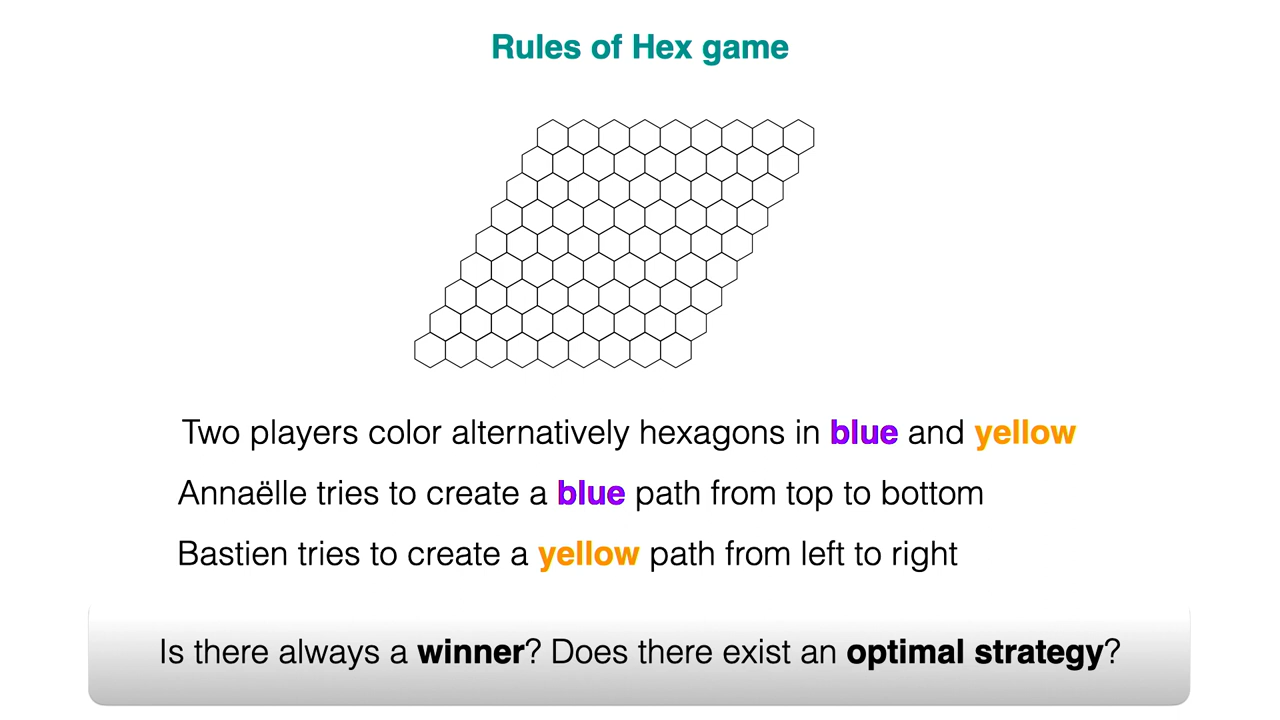 Rules of Hex game
Two players color alternatively hexagons in blue and yellow
Annaëlle tries to create a blue path from top to bottom
Bastien tries to create a yellow path from left to right
Is there always a winner? Does there exist an optimal strategy?